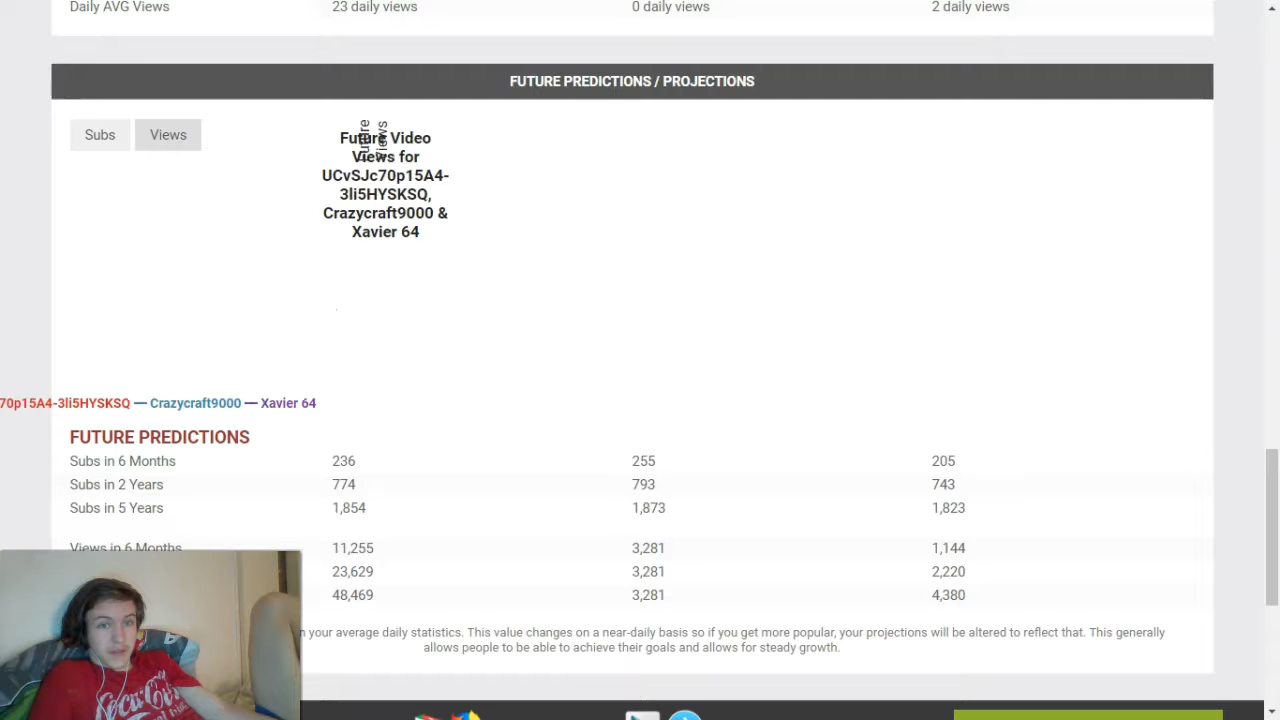 Daily AVG Views 23 daily views 0 daily views 2 daily views
FUTURE PREDICTIONS / PROJECTIONS
Subs Views
Future Views
Future Video
Views for
UCvSJc70p15A4-
3li5HYSKSQ,
Crazycraft9000 &
Xavier 64
70p15A4-3li5HYSKSQ — Crazycraft9000 — Xavier 64
FUTURE PREDICTIONS
Subs in 6 Months 236 255 205
Subs in 2 Years 774 793 743
Subs in 5 Years 1,854 1,873 1,823
Views in 6 Months 11,255 3,281 1,144
23,629 3,281 2,220
48,469 3,281 4,380
n your average daily statistics. This value changes on a near-daily basis so if you get more popular, your projections will be altered to reflect that. This generally
allows people to be able to achieve their goals and allows for steady growth.
Coca-Cola